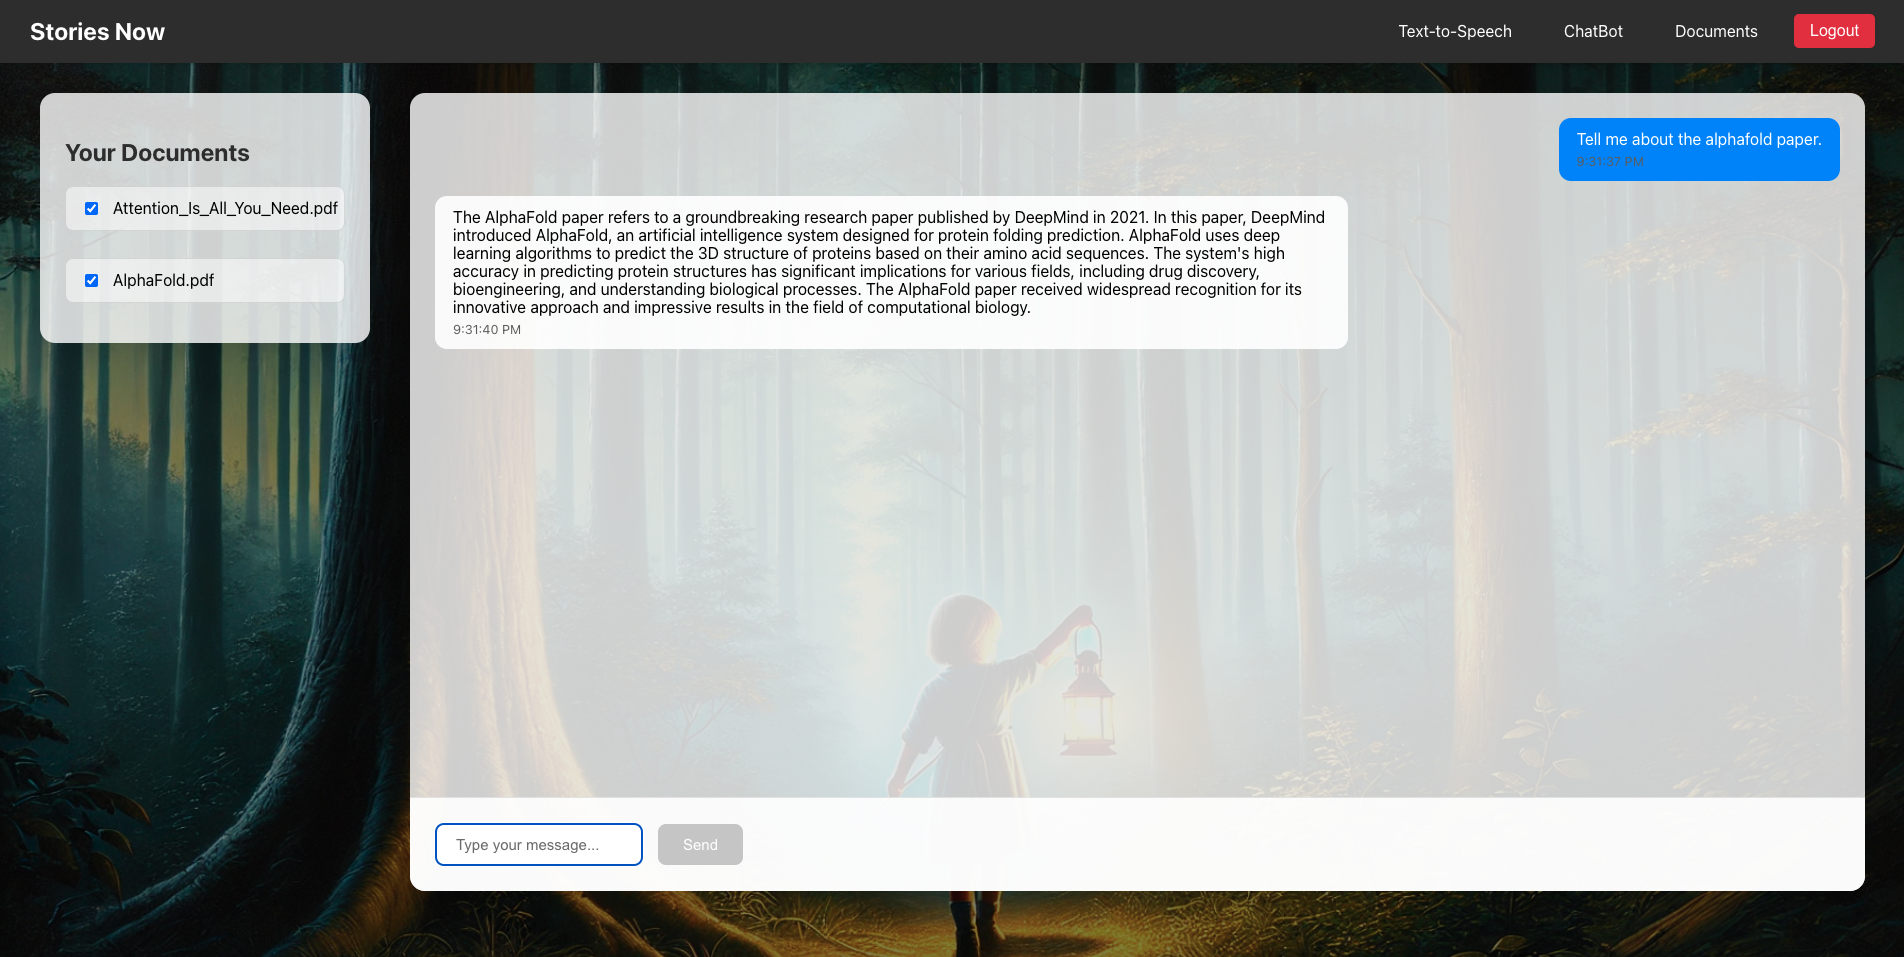 Stories Now
Text-to-Speech
ChatBot
Documents
Logout
Your Documents
Attention_Is_All_You_Need.pdf
AlphaFold.pdf
Tell me about the alphafold paper.
9:31:37 PM
The AlphaFold paper refers to a groundbreaking research paper published by DeepMind in 2021. In this paper, DeepMind
introduced AlphaFold, an artificial intelligence system designed for protein folding prediction. AlphaFold uses deep
learning algorithms to predict the 3D structure of proteins based on their amino acid sequences. The system's high
accuracy in predicting protein structures has significant implications for various fields, including drug discovery,
bioengineering, and understanding biological processes. The AlphaFold paper received widespread recognition for its
innovative approach and impressive results in the field of computational biology.
9:31:40 PM
Type your message...
Send